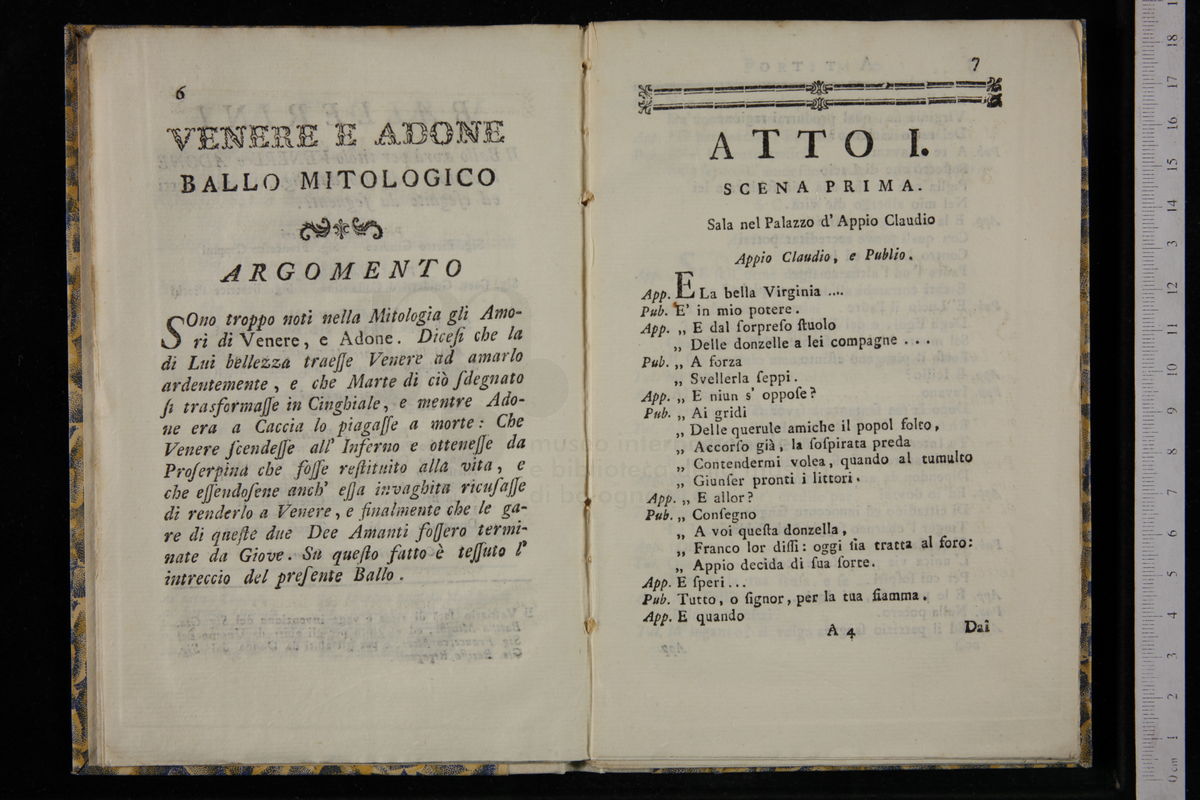 6
VENERE E ADONE
BALLO MITOLOGICO
ARGOMENTO
SOno troppo noti nella Mitologia gli Amo-
ri di Venere, e Adone. Diceſi che la
di Lui bellezza traeſſe Venere ad amarlo
ardentemente, e che Marte di ciò ſdegnato
ſi trasformaſſe in Cinghiale, e mentre Ado-
ne era a Caccia lo piagaſſe a morte: Che
Venere ſcendeſſe all' Inferno e otteneſſe da
Proſerpina che foſſe reſtituito alla vita, e
che eſſendoſene anch' eſſa invaghita ricuſaſſe
di renderlo a Venere, e finalmente che le ga-
re di queſte due Dee Amanti foſſero termi-
nate da Giove. Su queſto fatto è teſſuto l'
intreccio del preſente Ballo.
7
ATTO I.
SCENA PRIMA.
Sala nel Palazzo d' Appio Claudio
Appio Claudio, e Publio.
App. E La bella Virginia ....
Pub. E' in mio potere.
App. „ E dal ſorpreſo ſtuolo
„ Delle donzelle a lei compagne . . .
Pub. „ A forza
„ Svellerla ſeppi.
App. „ E niun s' oppoſe?
Pub. „ Ai gridi
„ Delle querule amiche il popol folto,
„ Accorſo già, la ſoſpirata preda
„ Contendermi volea, quando al tumulto
„ Giunſer pronti i littori.
App. „ E allor?
Pub. „ Conſegno
„ A voi queſta donzella,
„ Franco lor diſſi: oggi ſia tratta al foro:
„ Appio decida di ſua ſorte.
App. E ſperi...
Pub. Tutto, o ſignor, per la tua fiamma.
App. E quando
A 4
Dai